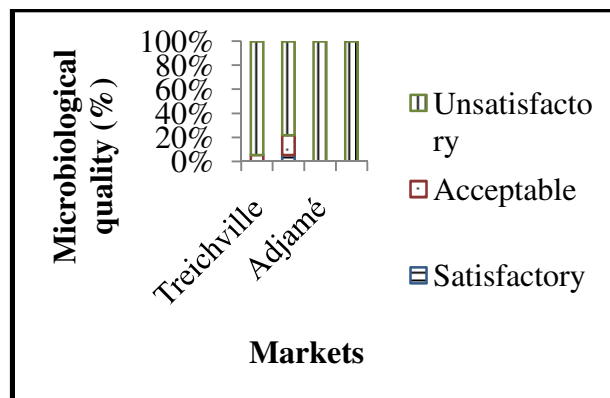 Microbiological
quality (%)
100%
80%
60%
40%
20%
0%
Treichville
Adjamé
Markets
Unsatisfacto
ry
Acceptable
Satisfactory